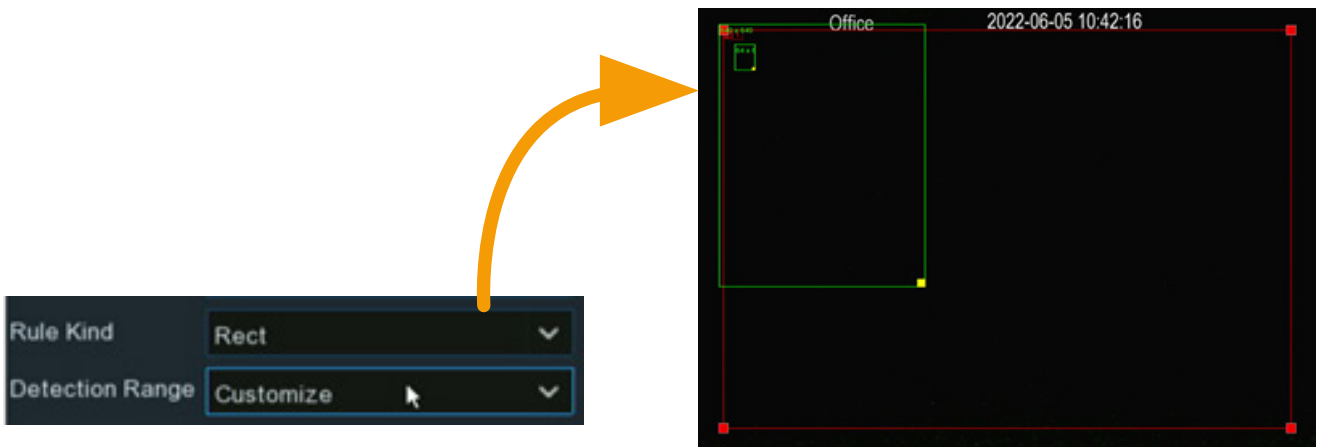 Office 2022-06-05 10:42:16
Rule Kind Rect
Detection Range Customize